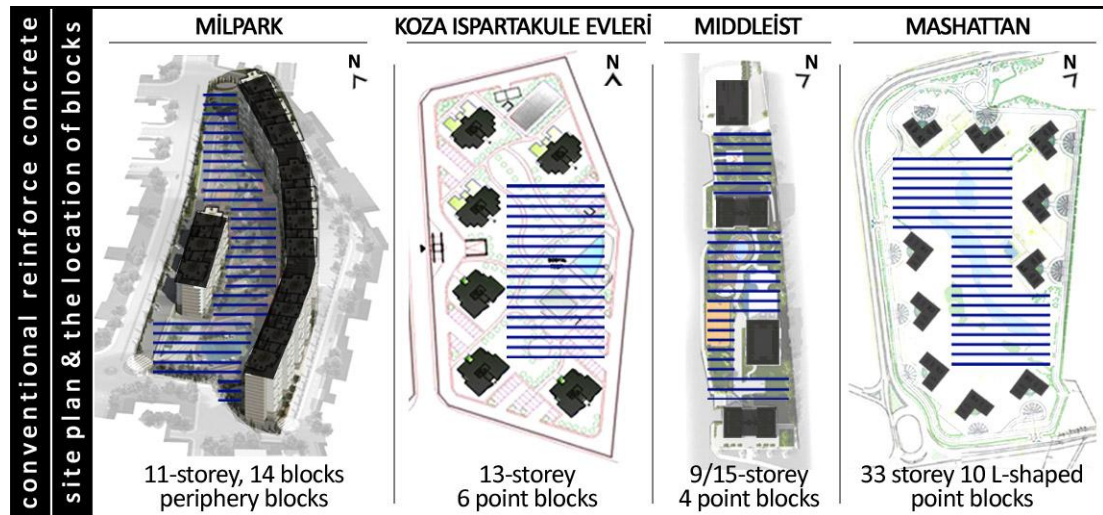 conventional reinforce concrete
site plan & the location of blocks
MİLPARK
N
11-storey, 14 blocks
periphery blocks
KOZA ISPARTAKULE EVLERİ
N
13-storey
6 point blocks
MIDDLEIST
N
9/15-storey
4 point blocks
MASHATTAN
N
33 storey 10 L-shaped
point blocks